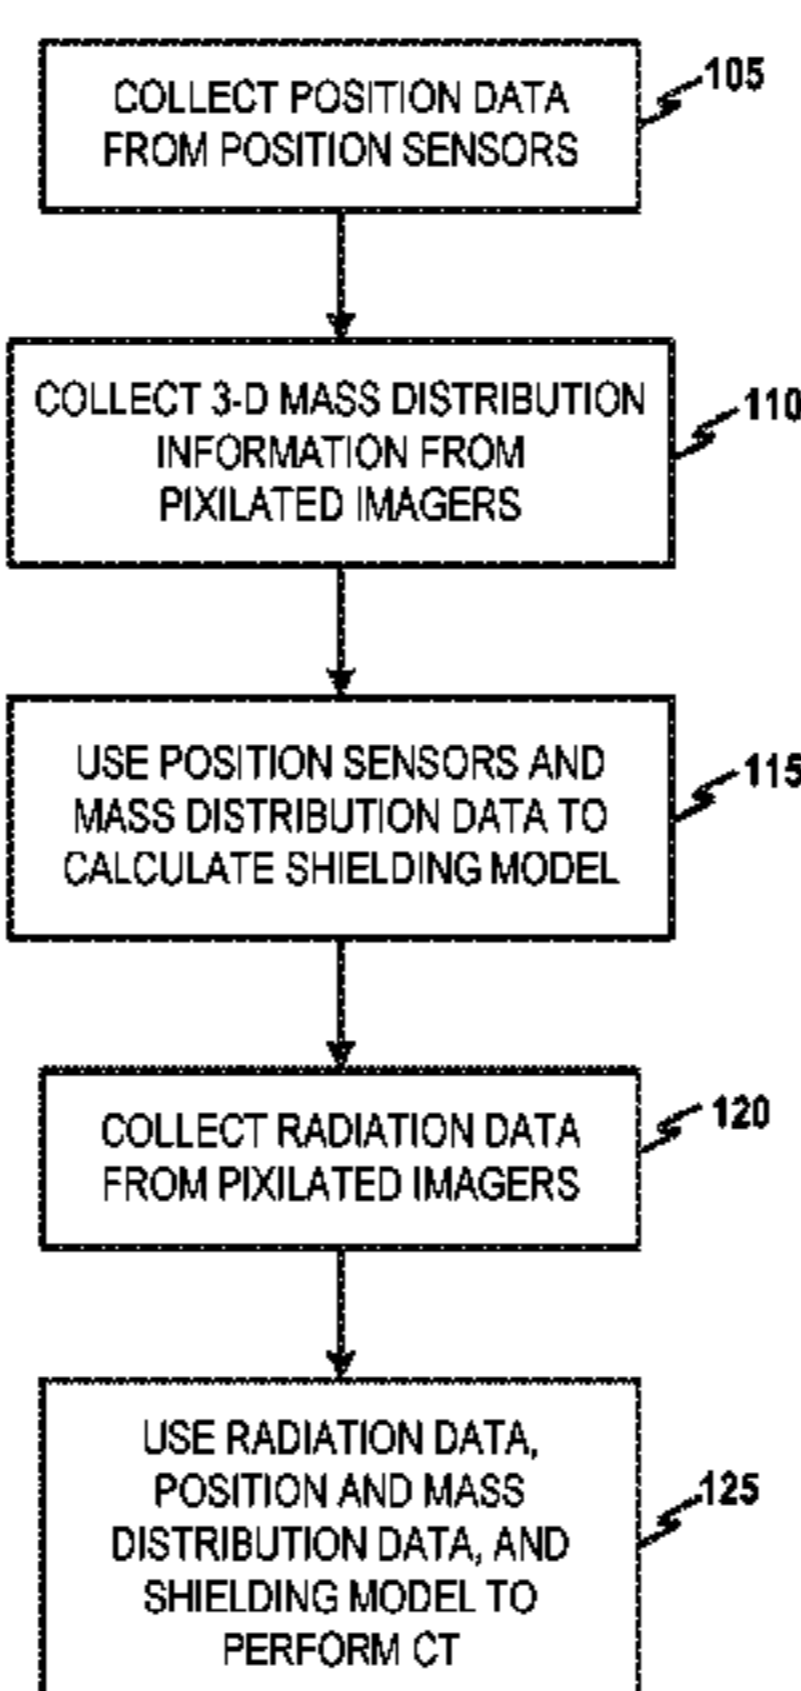 COLLECT POSITION DATA
FROM POSITION SENSORS
105
COLLECT 3-D MASS DISTRIBUTION
INFORMATION FROM
PIXILATED IMAGERS
110
USE POSITION SENSORS AND
MASS DISTRIBUTION DATA TO
CALCULATE SHIELDING MODEL
115
COLLECT RADIATION DATA
FROM PIXILATED IMAGERS
120
USE RADIATION DATA,
POSITION AND MASS
DISTRIBUTION DATA, AND
SHIELDING MODEL TO
PERFORM CT
125